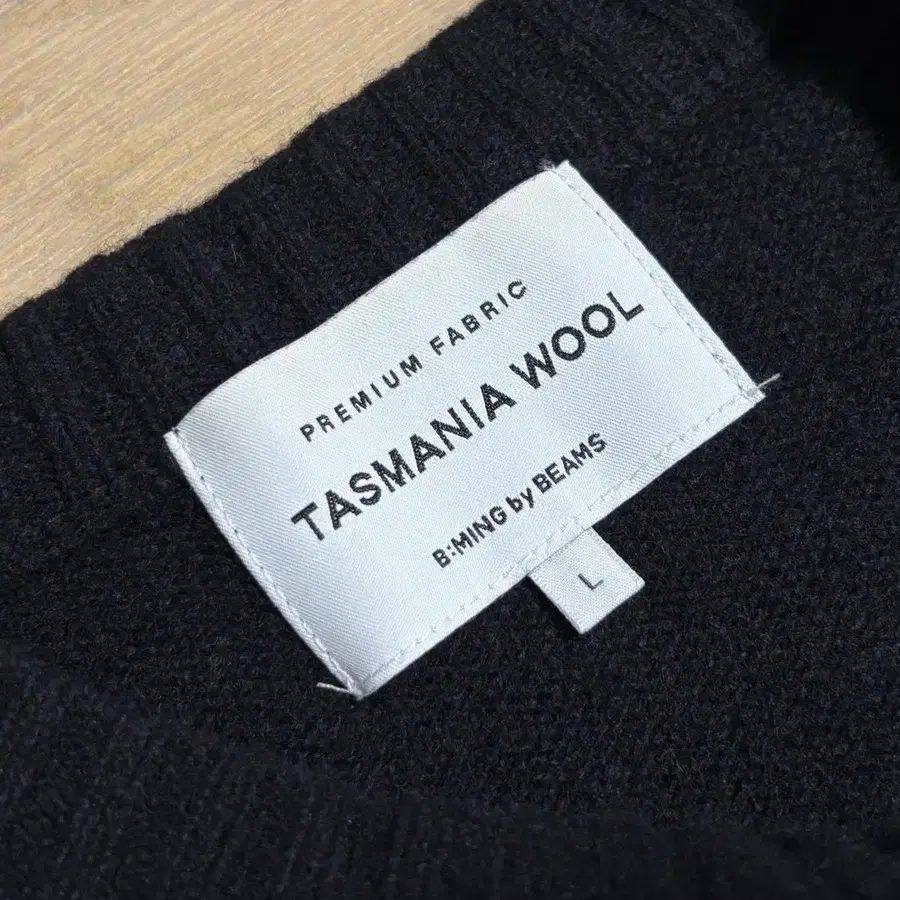 PREMIUM FABRIC
TASMANIA WOOL
B:MING by BEAMS
L